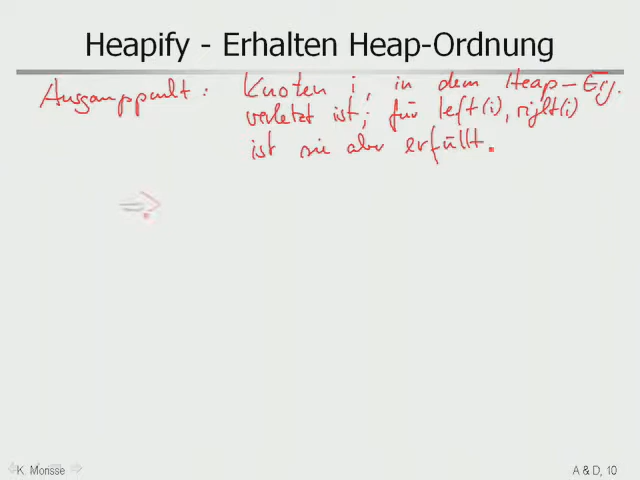 Heapify - Erhalten Heap-Ordnung
Ausgangspunkt : Knoten i, in dem Heap-Eig.
verletzt ist; für left(i), right(i)
ist sie aber erfüllt.
K. Morisse
A & D, 10